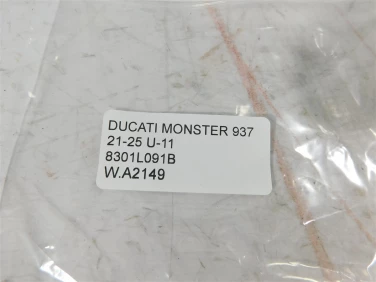 DUCATI MONSTER 937
21-25 U-11
8301L091B
W.A2149